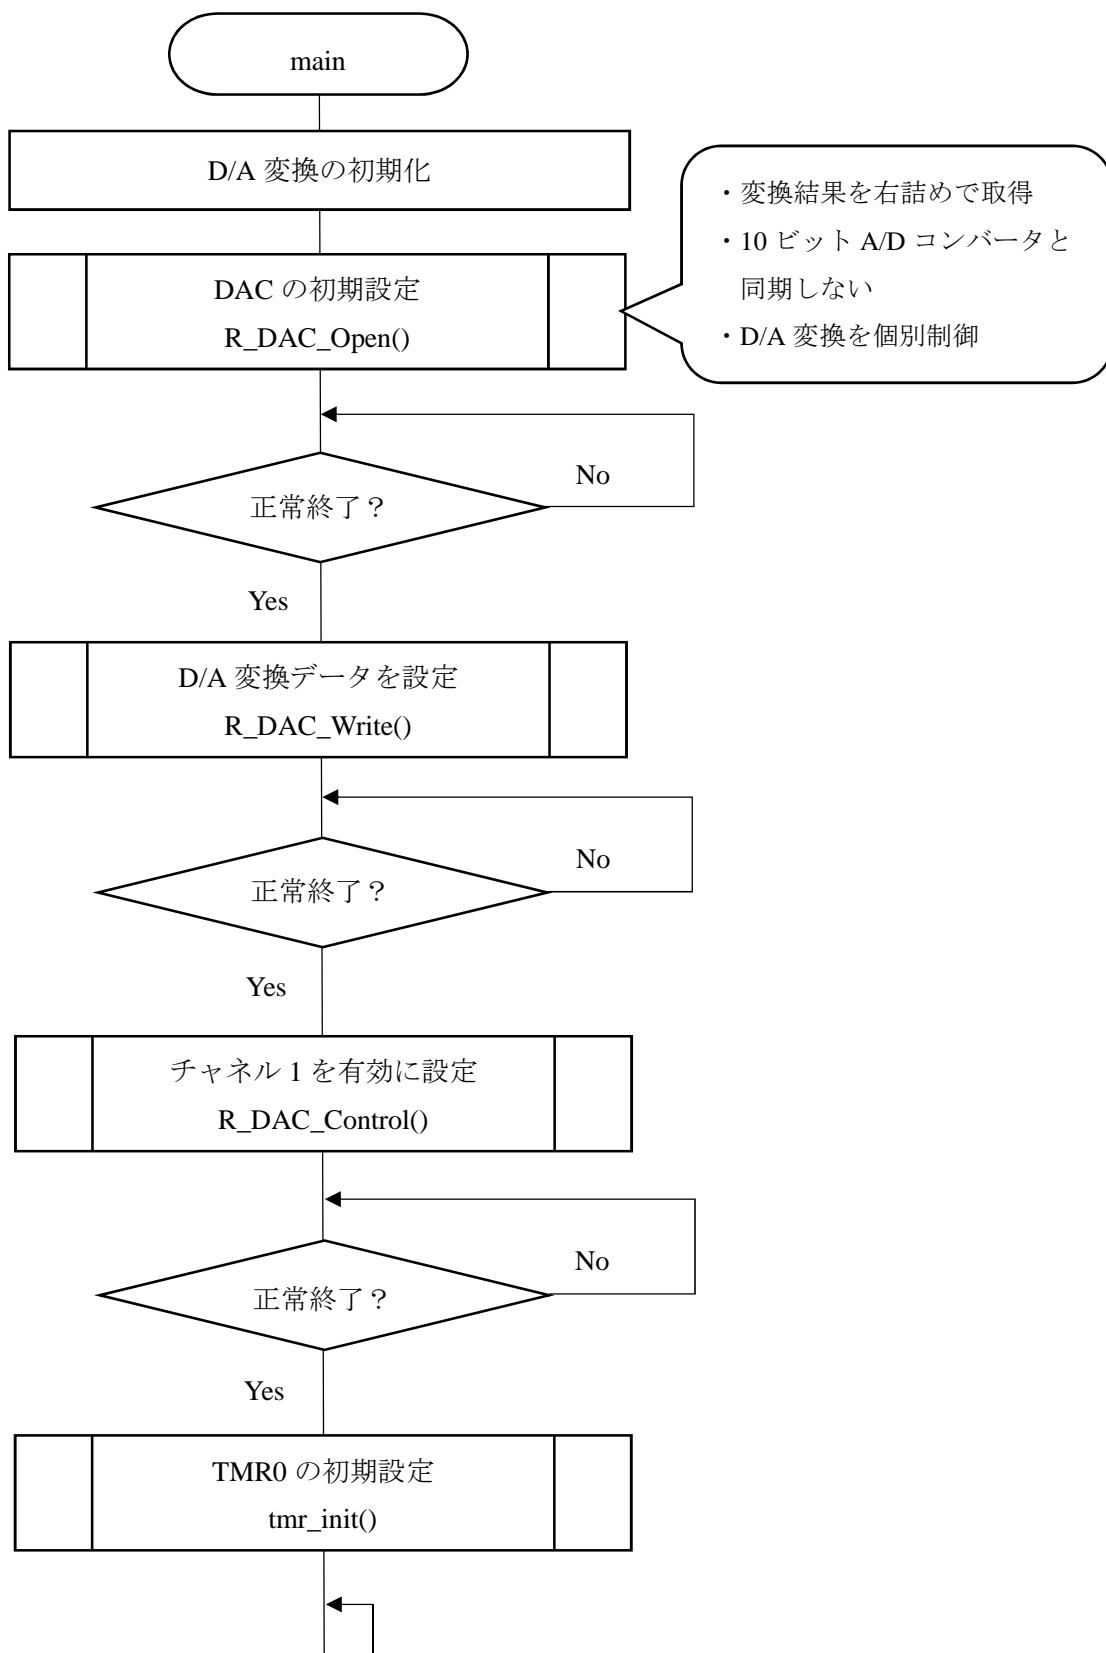 main
D/A 変換の初期化
・変換結果を右詰めで取得
・10 ビット A/D コンバータと
同期しない
・D/A 変換を個別制御
DAC の初期設定
R_DAC_Open()
No
正常終了？
Yes
D/A 変換データを設定
R_DAC_Write()
No
正常終了？
Yes
チャネル 1 を有効に設定
R_DAC_Control()
No
正常終了？
Yes
TMR0 の初期設定
tmr_init()